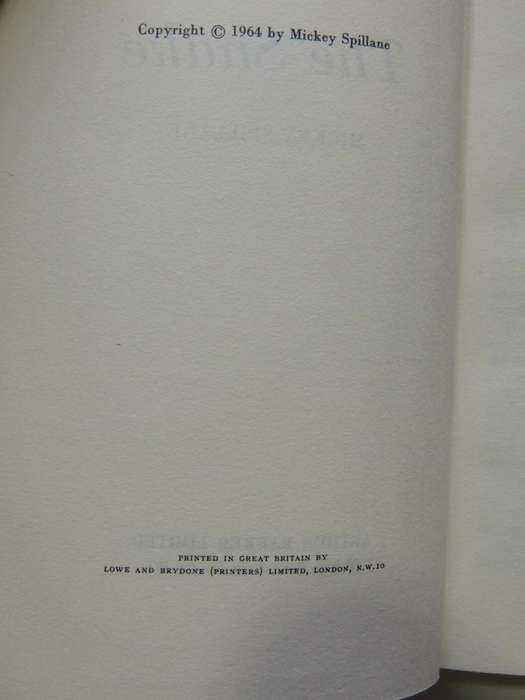 Copyright © 1964 by Mickey Spillane
PRINTED IN GREAT BRITAIN BY
LOWE AND BRYDONE (PRINTERS) LIMITED, LONDON, N.W.10